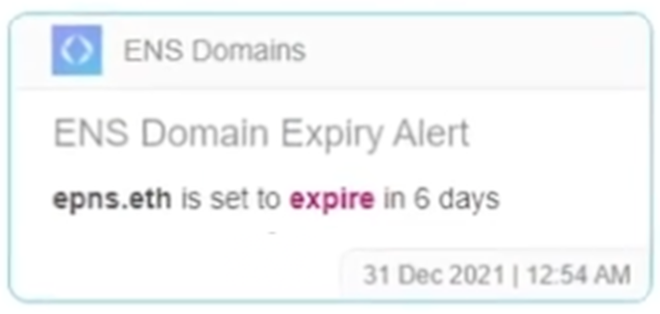 ENS Domains
ENS Domain Expiry Alert
epns.eth is set to expire in 6 days
31 Dec 2021 | 12:54 AM